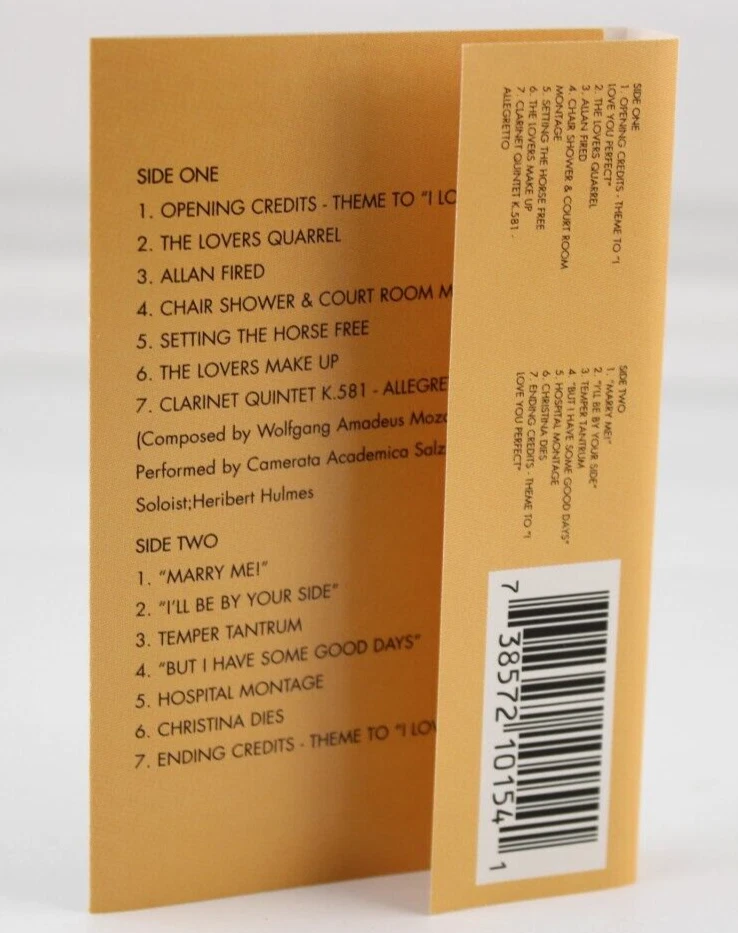 SIDE ONE
1. OPENING CREDITS - THEME TO "I LO
2. THE LOVERS QUARREL
3. ALLAN FIRED
4. CHAIR SHOWER & COURT ROOM M
5. SETTING THE HORSE FREE
6. THE LOVERS MAKE UP
7. CLARINET QUINTET K.581 - ALLEGRE
(Composed by Wolfgang Amadeus Moza
Performed by Camerata Academica Salz
Soloist;Heribert Hulmes
SIDE TWO
1. "MARRY ME!"
2. "I'LL BE BY YOUR SIDE"
3. TEMPER TANTRUM
4. "BUT I HAVE SOME GOOD DAYS"
5. HOSPITAL MONTAGE
6. CHRISTINA DIES
7. ENDING CREDITS - THEME TO "I LOV
SIDE ONE
1. OPENING CREDITS - THEME TO "I
LOVE YOU PERFECT"
2. THE LOVERS QUARREL
3. ALLAN FIRED
4. CHAIR SHOWER & COURT ROOM
MONTAGE
5. SETTING THE HORSE FREE
6. THE LOVERS MAKE UP
7. CLARINET QUINTET K.581 -
ALLEGRETTO
SIDE TWO
1. "MARRY ME!"
2. "I'LL BE BY YOUR SIDE"
3. TEMPER TANTRUM
4. "BUT I HAVE SOME GOOD DAYS"
5. HOSPITAL MONTAGE
6. CHRISTINA DIES
7. ENDING CREDITS - THEME TO "I
LOVE YOU PERFECT"
7 38572 10154 1